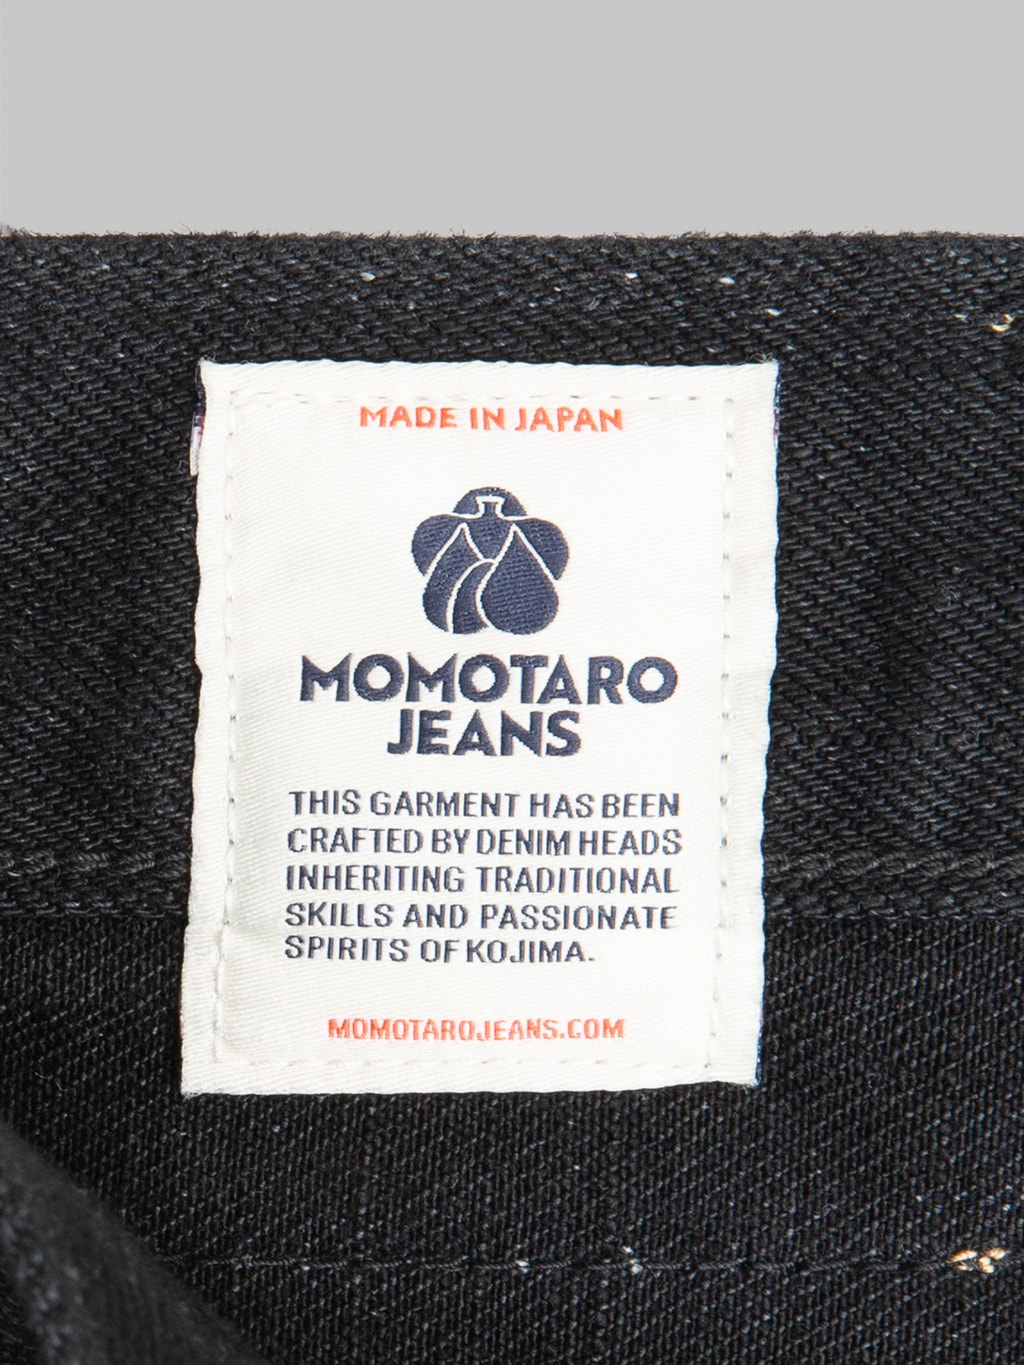 MADE IN JAPAN
MOMOTARO
JEANS
THIS GARMENT HAS BEEN
CRAFTED BY DENIM HEADS
INHERITING TRADITIONAL
SKILLS AND PASSIONATE
SPIRITS OF KOJIMA.
MOMOTAROJEANS.COM